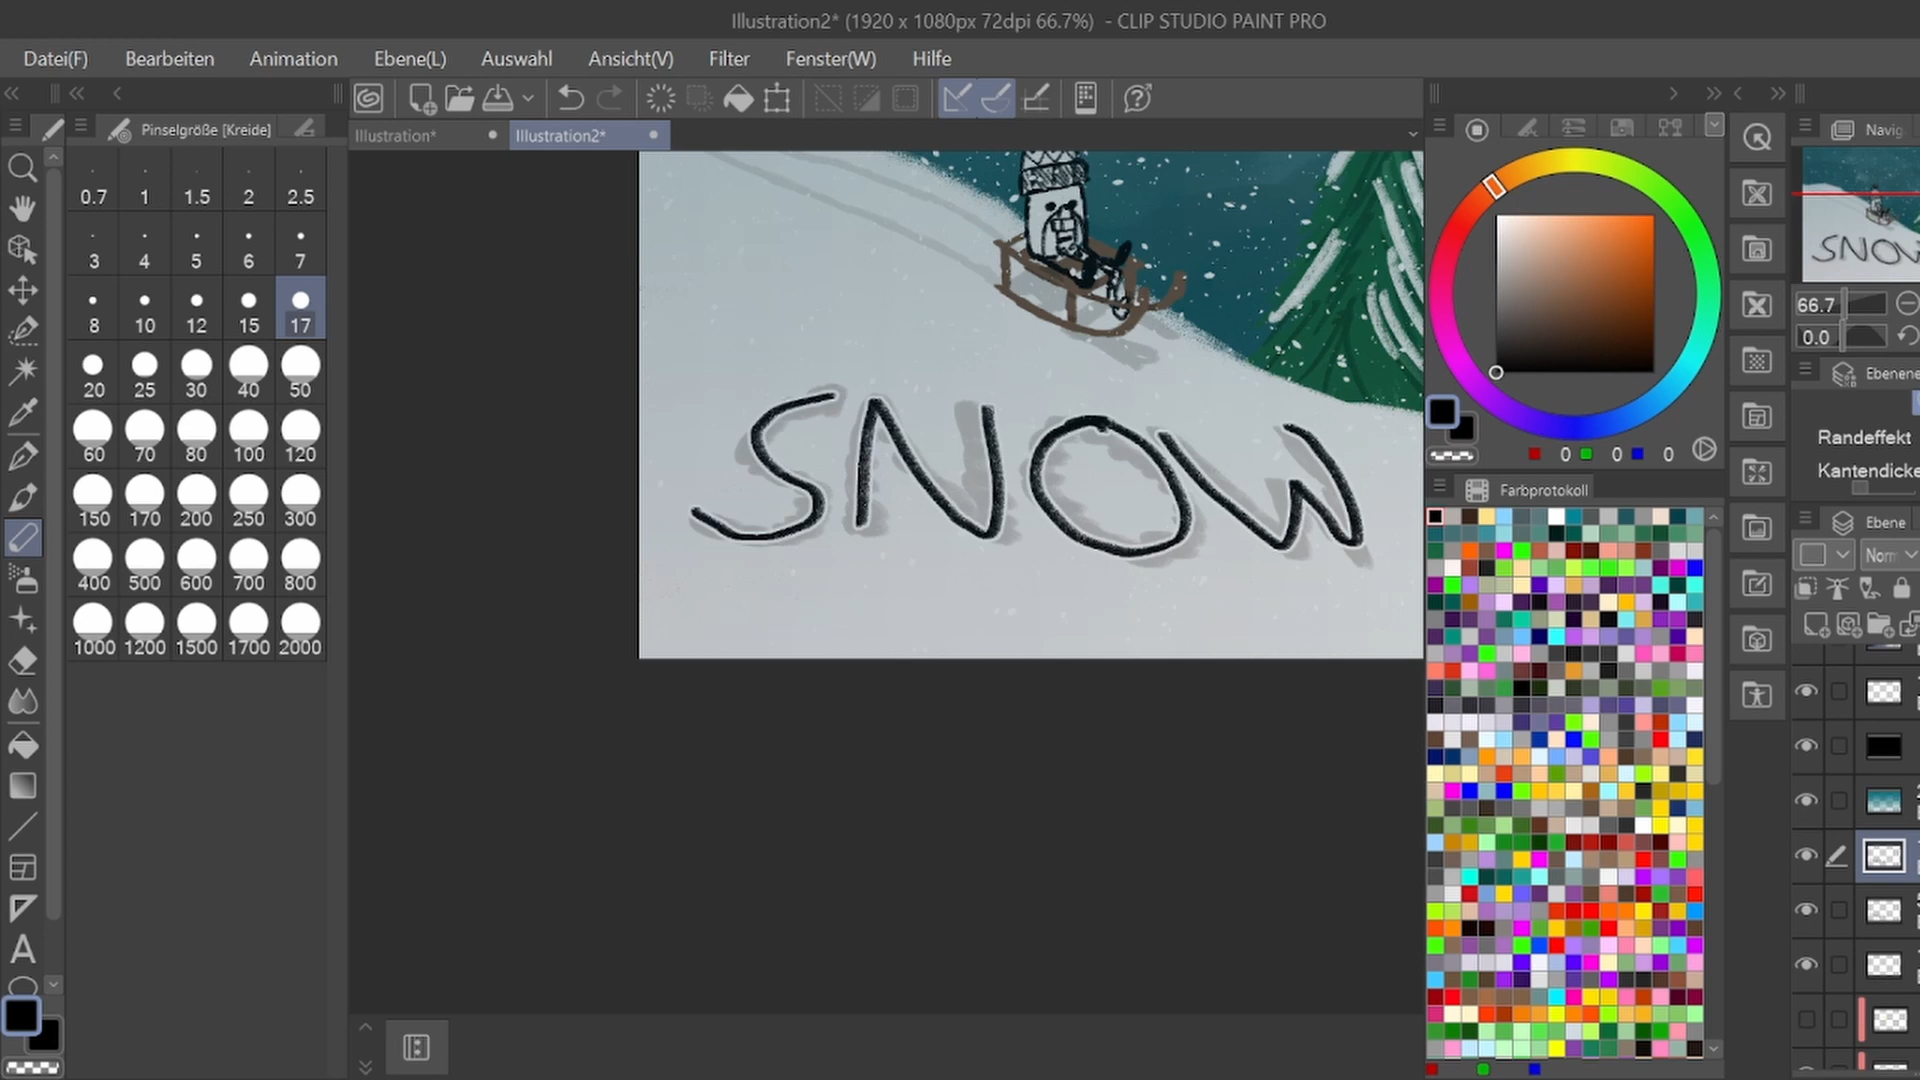 Illustration2* (1920 x 1080px 72dpi 66.7%) - CLIP STUDIO PAINT PRO
Datei(F) Bearbeiten Animation Ebene(L) Auswahl Ansicht(V) Filter Fenster(W) Hilfe
Illustration* Illustration2*
Pinselgröße [Kreide]
0.7 1 1.5 2 2.5
3 4 5 6 7
8 10 12 15 17
20 25 30 40 50
60 70 80 100 120
150 170 200 250 300
400 500 600 700 800
1000 1200 1500 1700 2000
SNOW
0 0 0
Farbprotokoll
Navig
SNOW
66.7
0.0
Ebenene
Randeffekt
Kantendicke
Ebene
Norm